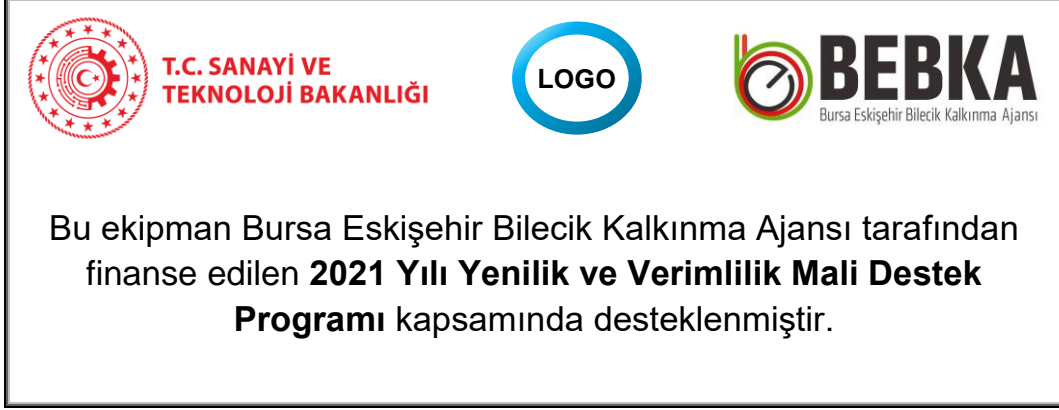 T.C. SANAYİ VE
TEKNOLOJİ BAKANLIĞI
LOGO
BEBKA
Bursa Eskişehir Bilecik Kalkınma Ajansı
Bu ekipman Bursa Eskişehir Bilecik Kalkınma Ajansı tarafından
finanse edilen 2021 Yılı Yenilik ve Verimlilik Mali Destek
Programı kapsamında desteklenmiştir.